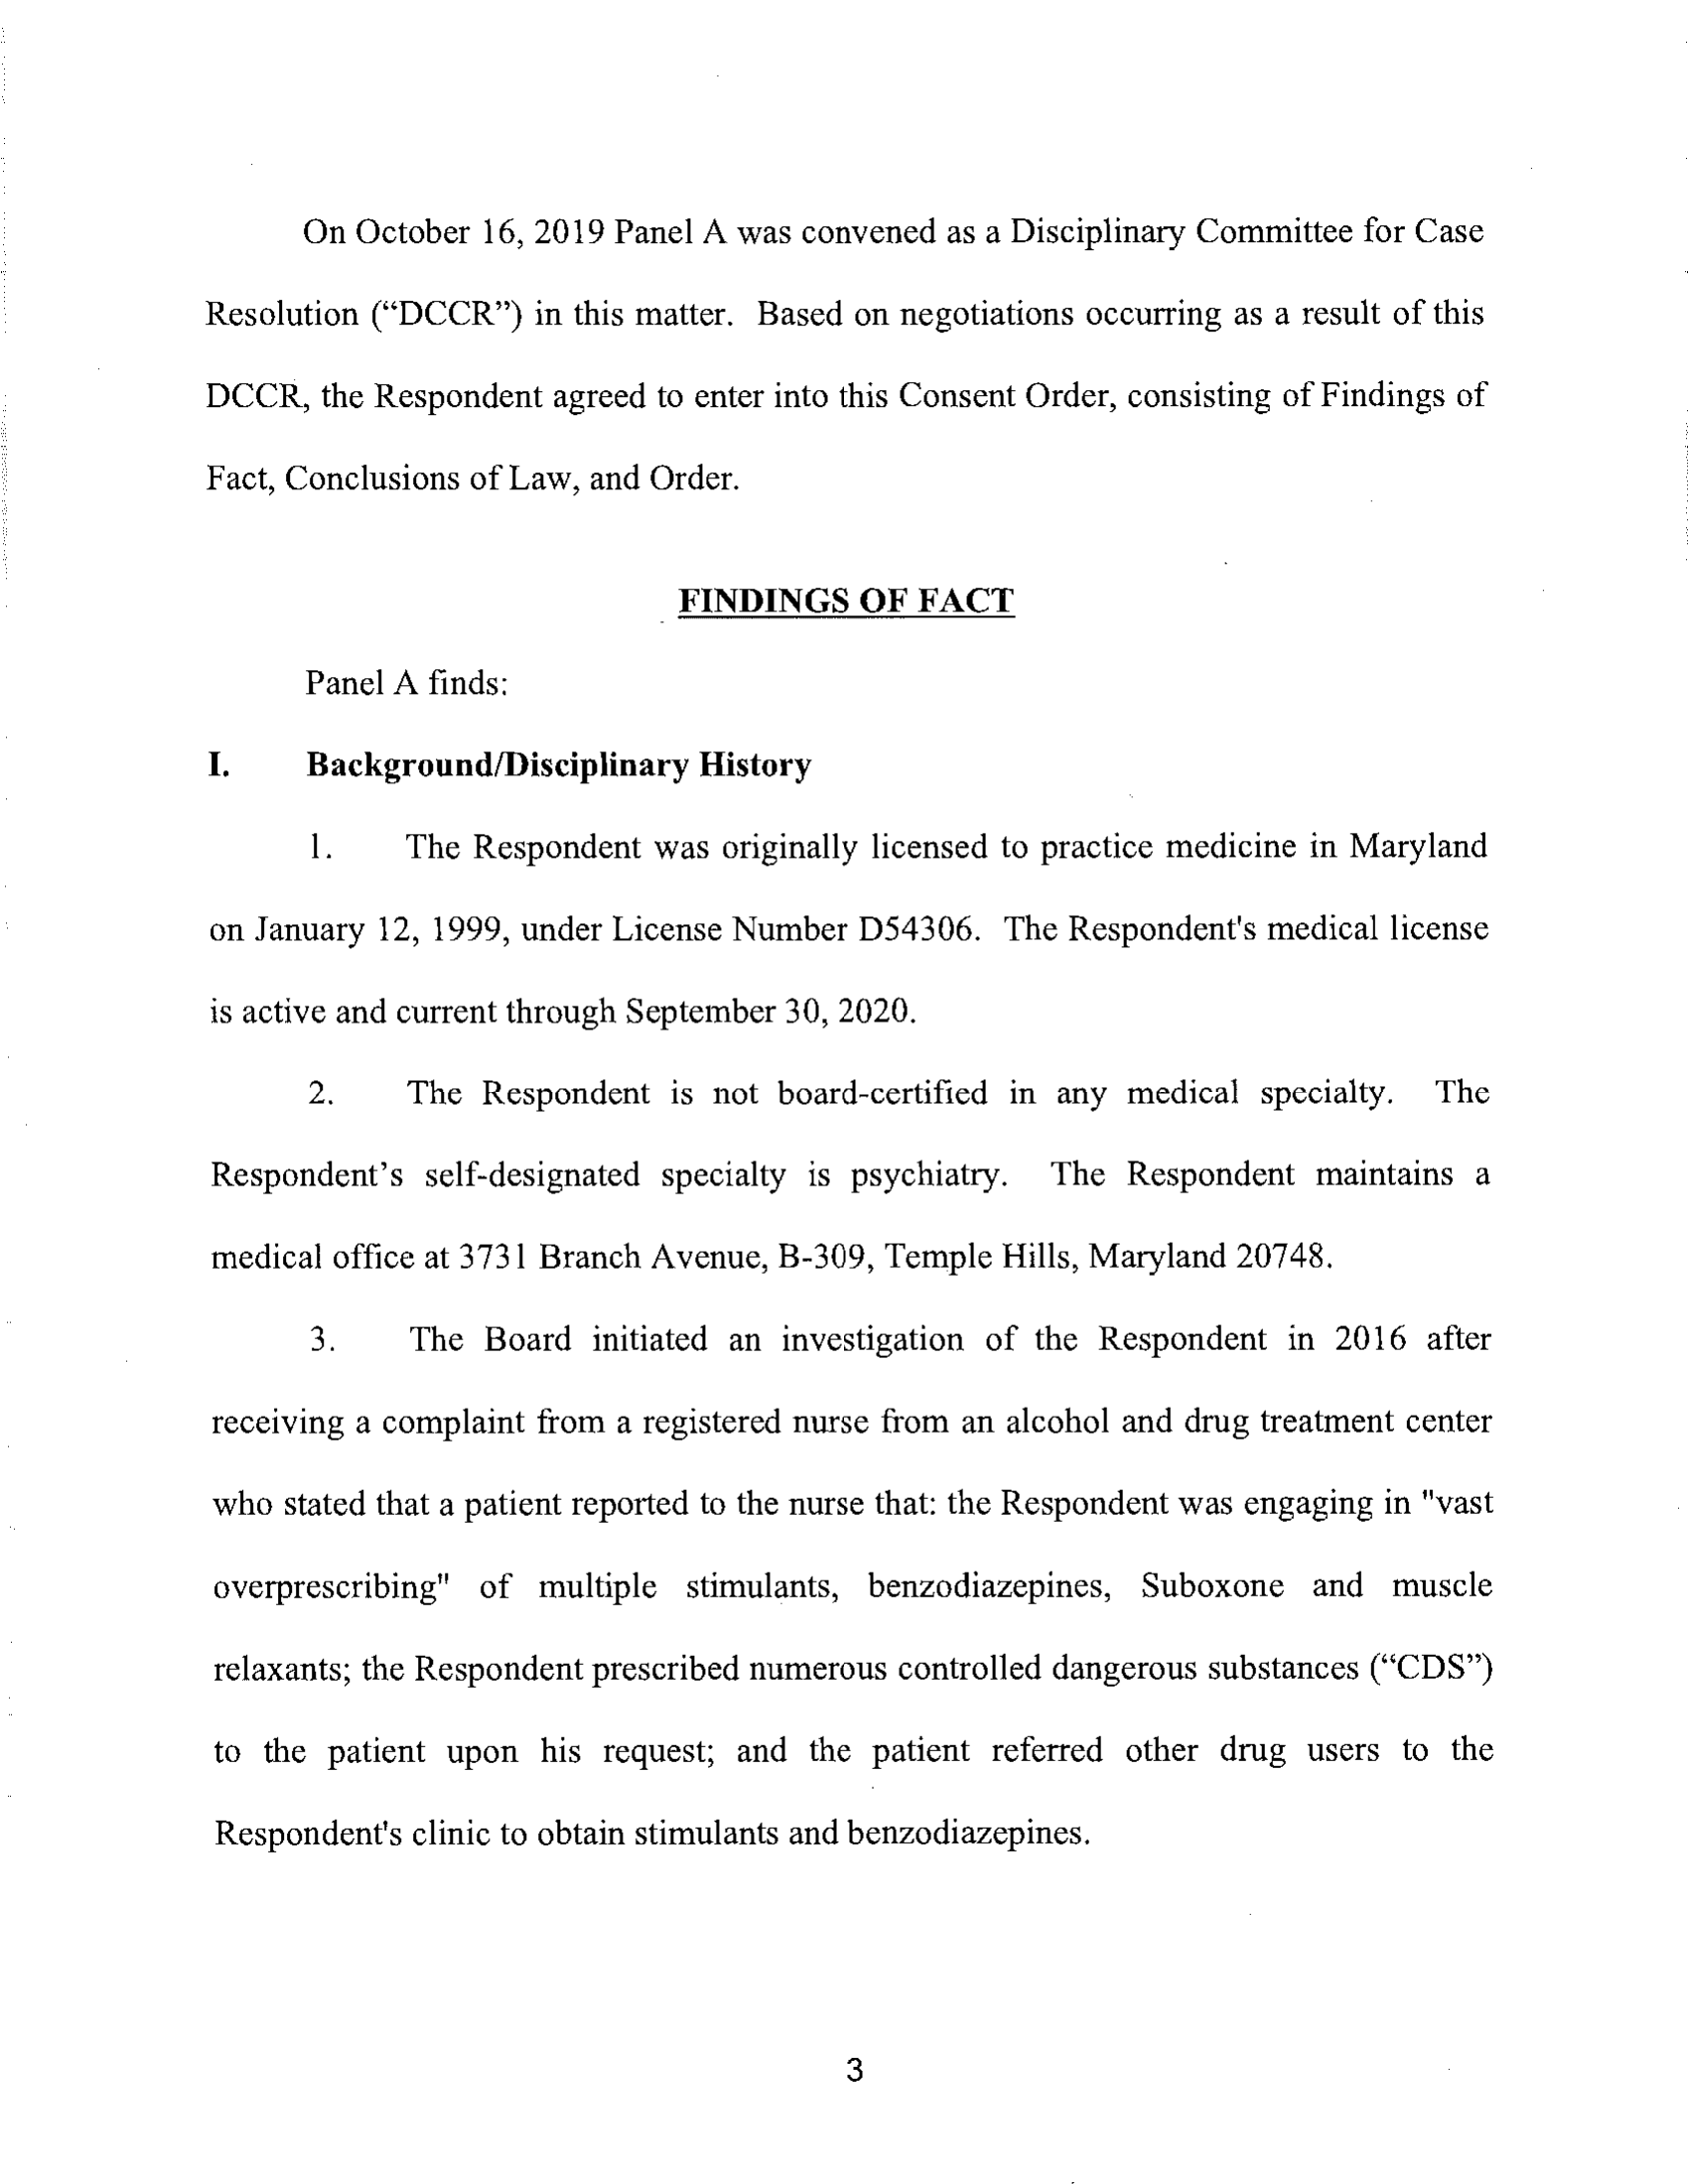 On October 16, 2019 Panel A was convened as a Disciplinary Committee for Case
Resolution (“DCCR”) in this matter. Based on negotiations occurring as a result of this
DCCR, the Respondent agreed to enter into this Consent Order, consisting of Findings of
Fact, Conclusions of Law, and Order.
FINDINGS OF FACT
Panel A finds:
I. Background/Disciplinary History
1. The Respondent was originally licensed to practice medicine in Maryland
on January 12, 1999, under License Number D54306. The Respondent's medical license
is active and current through September 30, 2020.
2. The Respondent is not board-certified in any medical specialty. The
Respondent’s self-designated specialty is psychiatry. The Respondent maintains a
medical office at 3731 Branch Avenue, B-309, Temple Hills, Maryland 20748.
3. The Board initiated an investigation of the Respondent in 2016 after
receiving a complaint from a registered nurse from an alcohol and drug treatment center
who stated that a patient reported to the nurse that: the Respondent was engaging in "vast
overprescribing" of multiple stimulants, benzodiazepines, Suboxone and muscle
relaxants; the Respondent prescribed numerous controlled dangerous substances (“CDS”)
to the patient upon his request; and the patient referred other drug users to the
Respondent's clinic to obtain stimulants and benzodiazepines.
3